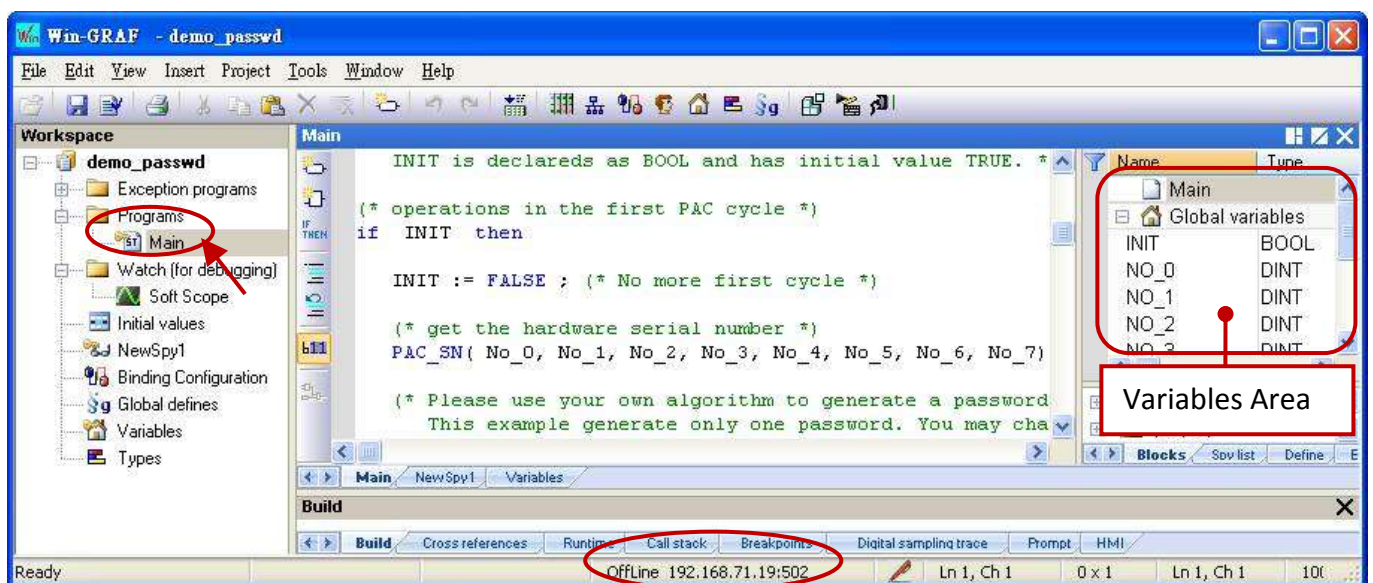 Win-GRAF - demo_passwd
File Edit View Insert Project Tools Window Help
Workspace
demo_passwd
Exception programs
Programs
Main
Watch (for debugging)
Soft Scope
Initial values
NewSpy1
Binding Configuration
Global defines
Variables
Types
Main
INIT is declareds as BOOL and has initial value TRUE. *
(* operations in the first PAC cycle *)
if INIT then
INIT := FALSE ; (* No more first cycle *)
(* get the hardware serial number *)
PAC_SN( No_0, No_1, No_2, No_3, No_4, No_5, No_6, No_7)
(* Please use your own algorithm to generate a password
This example generate only one password. You may cha
IF THEN
Name Type
Main
Global variables
INIT BOOL
NO_0 DINT
NO_1 DINT
NO_2 DINT
NO_3 DINT
Variables Area
Blocks Spy list Define E
Main NewSpy1 Variables
Build
Build Cross references Runtime Call stack Breakpoints Digital sampling trace Prompt HMI
Ready OffLine 192.168.71.19:502 Ln 1, Ch 1 0 x 1 Ln 1, Ch 1 10(